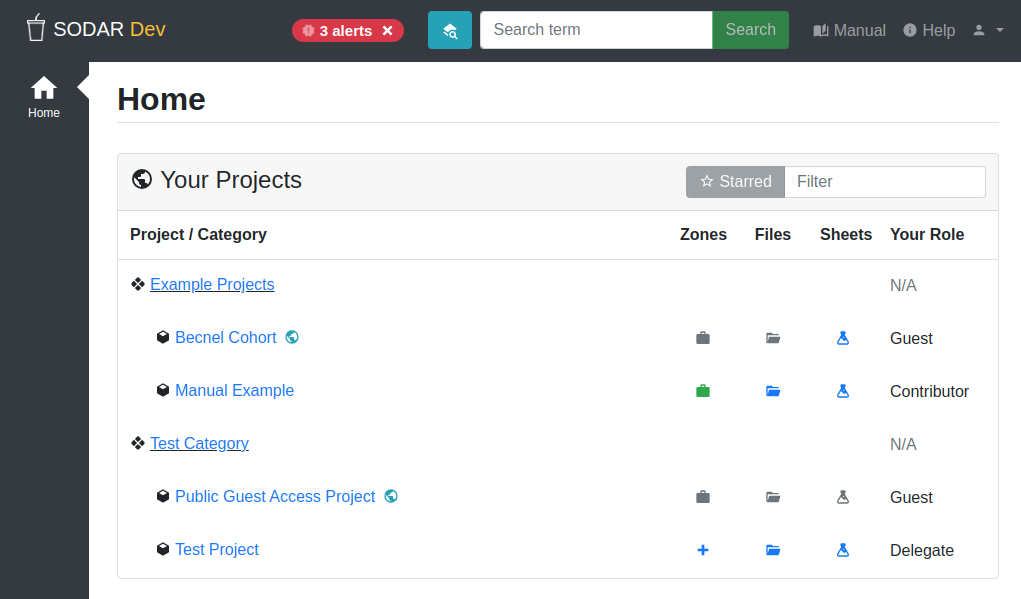 SODAR Dev
3 alerts
Search term
Search
Manual
Help
Home
Home
Your Projects
Starred
Filter
Project / Category Zones Files Sheets Your Role
Example Projects N/A
Becnel Cohort Guest
Manual Example Contributor
Test Category N/A
Public Guest Access Project Guest
Test Project Delegate